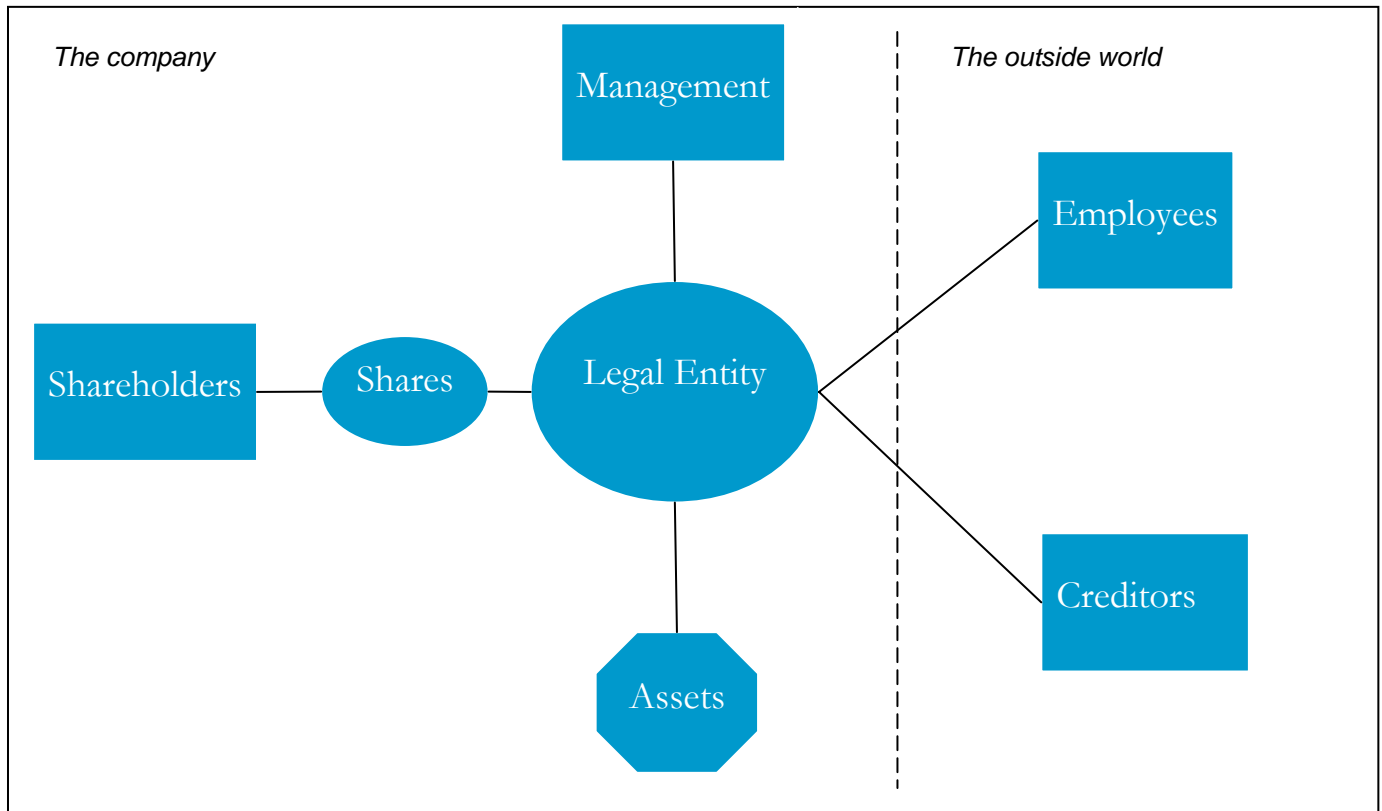 The company
The outside world
Management
Employees
Shareholders
Shares
Legal Entity
Creditors
Assets